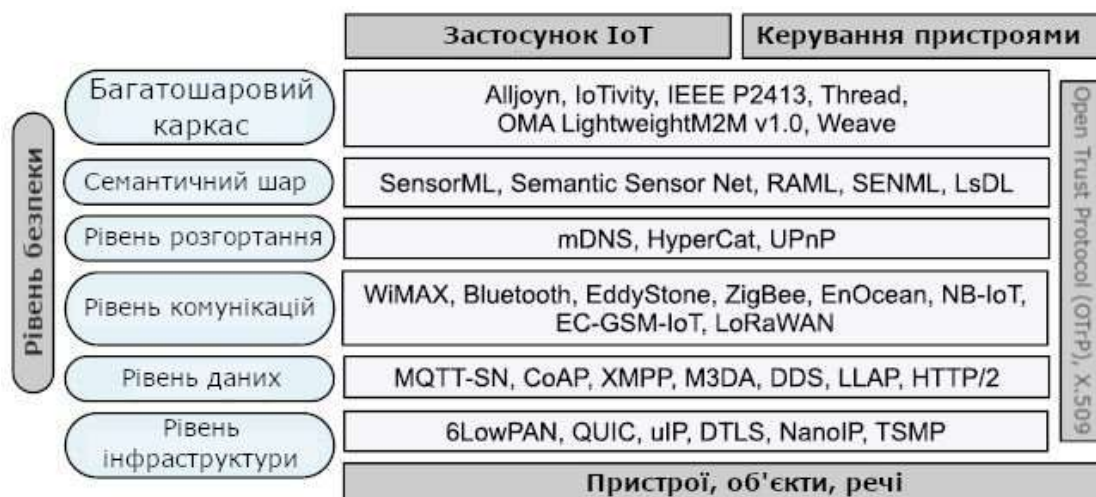 Застосунок IoT
Керування пристроями
Рівень безпеки
Багатошаровий
каркас
Alljoyn, IoTivity, IEEE P2413, Thread,
OMA LightweightM2M v1.0, Weave
Семантичний шар
SensorML, Semantic Sensor Net, RAML, SENML, LsDL
Рівень розгортання
mDNS, HyperCat, UPnP
Рівень комунікацій
WiMAX, Bluetooth, EddyStone, ZigBee, EnOcean, NB-IoT,
EC-GSM-IoT, LoRaWAN
Рівень даних
MQTT-SN, CoAP, XMPP, M3DA, DDS, LLAP, HTTP/2
Рівень
інфраструктури
6LowPAN, QUIC, uIP, DTLS, NanoIP, TSMP
Open Trust Protocol (OTrP), X.509
Пристрої, об'єкти, речі